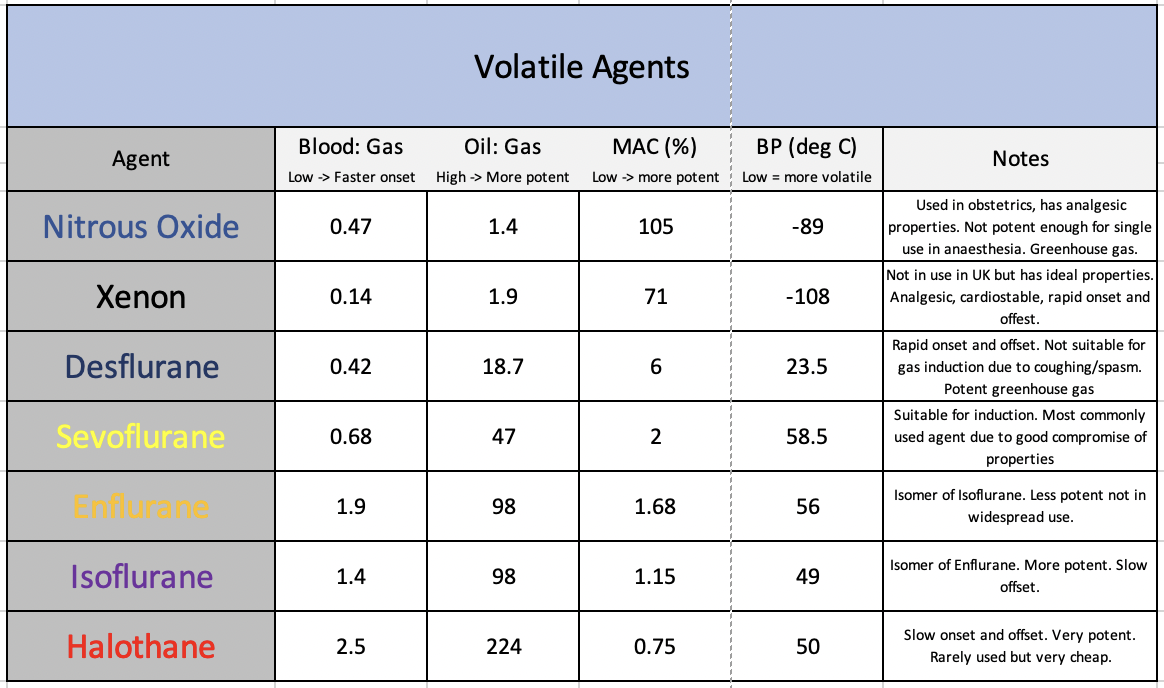 Volatile Agents
Agent
Blood: Gas
Low -> Faster onset
Oil: Gas
High -> More potent
MAC (%)
Low -> more potent
BP (deg C)
Low = more volatile
Notes
Nitrous Oxide
0.47
1.4
105
-89
Used in obstetrics, has analgesic
properties. Not potent enough for single
use in anaesthesia. Greenhouse gas.
Xenon
0.14
1.9
71
-108
Not in use in UK but has ideal properties.
Analgesic, cardiostable, rapid onset and
offest.
Desflurane
0.42
18.7
6
23.5
Rapid onset and offset. Not suitable for
gas induction due to coughing/spasm.
Potent greenhouse gas
Sevoflurane
0.68
47
2
58.5
Suitable for induction. Most commonly
used agent due to good compromise of
properties
Enflurane
1.9
98
1.68
56
Isomer of Isoflurane. Less potent not in
widespread use.
Isoflurane
1.4
98
1.15
49
Isomer of Enflurane. More potent. Slow
offset.
Halothane
2.5
224
0.75
50
Slow onset and offset. Very potent.
Rarely used but very cheap.